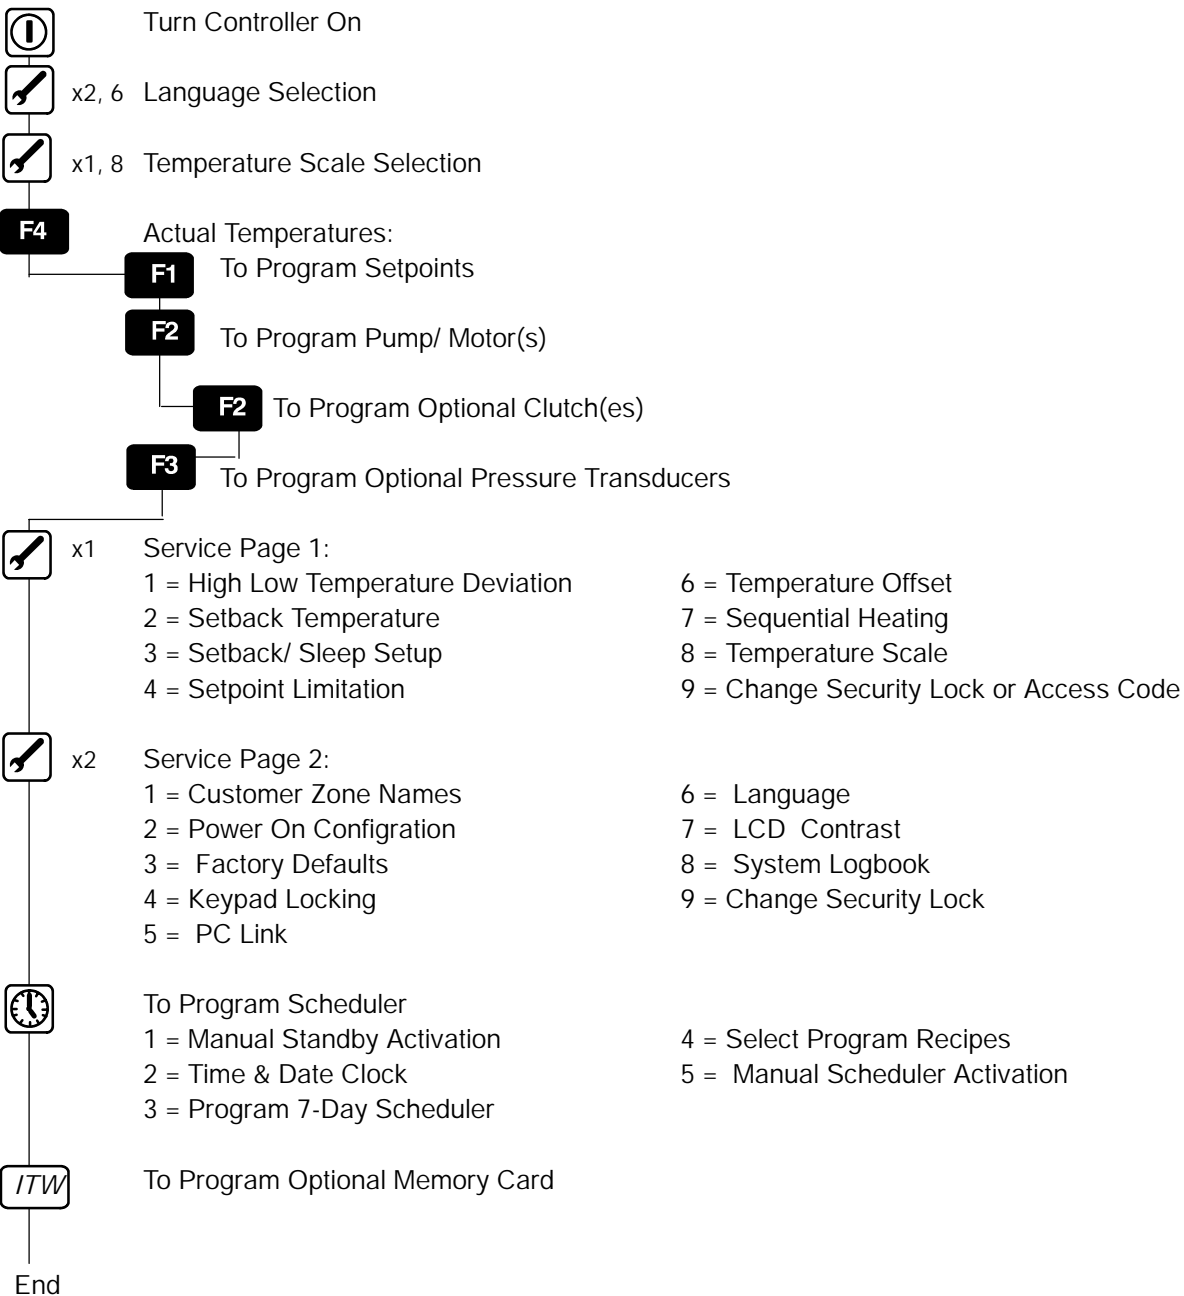 Turn Controller On
x2, 6 Language Selection
x1, 8 Temperature Scale Selection
F4 Actual Temperatures:
F1 To Program Setpoints
F2 To Program Pump/ Motor(s)
F2 To Program Optional Clutch(es)
F3 To Program Optional Pressure Transducers
x1 Service Page 1:
1 = High Low Temperature Deviation 6 = Temperature Offset
2 = Setback Temperature 7 = Sequential Heating
3 = Setback/ Sleep Setup 8 = Temperature Scale
4 = Setpoint Limitation 9 = Change Security Lock or Access Code
x2 Service Page 2:
1 = Customer Zone Names 6 = Language
2 = Power On Configration 7 = LCD Contrast
3 = Factory Defaults 8 = System Logbook
4 = Keypad Locking 9 = Change Security Lock
5 = PC Link
To Program Scheduler
1 = Manual Standby Activation 4 = Select Program Recipes
2 = Time & Date Clock 5 = Manual Scheduler Activation
3 = Program 7-Day Scheduler
ITW To Program Optional Memory Card
End